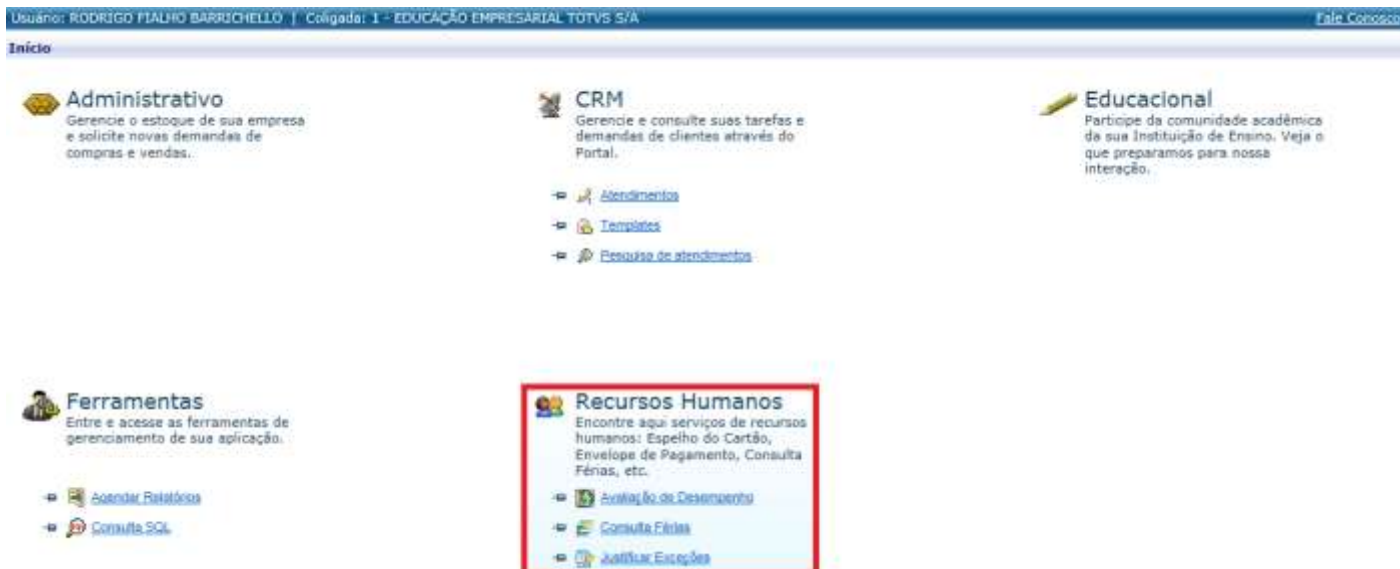 Usuário: RODRIGO FIALHO BARRICHELLO | Coligada: 1 - EDUCAÇÃO EMPRESARIAL TOTVS S/A
Fale Conosco
Início
Administrativo
Gerencie o estoque de sua empresa
e solicite novas demandas de
compras e vendas.
CRM
Gerencie e consulte suas tarefas e
demandas de clientes através do
Portal.
Atendimentos
Templates
Pesquisa de atendimentos
Educacional
Participe da comunidade acadêmica
da sua Instituição de Ensino. Veja o
que preparamos para nossa
interação.
Ferramentas
Entre e acesse as ferramentas de
gerenciamento de sua aplicação.
Agendar Relatórios
Consulta SQL
Recursos Humanos
Encontre aqui serviços de recursos
humanos: Espelho do Cartão,
Envelope de Pagamento, Consulta
Férias, etc.
Avaliação de Desempenho
Consulta Férias
Justificar Exceções